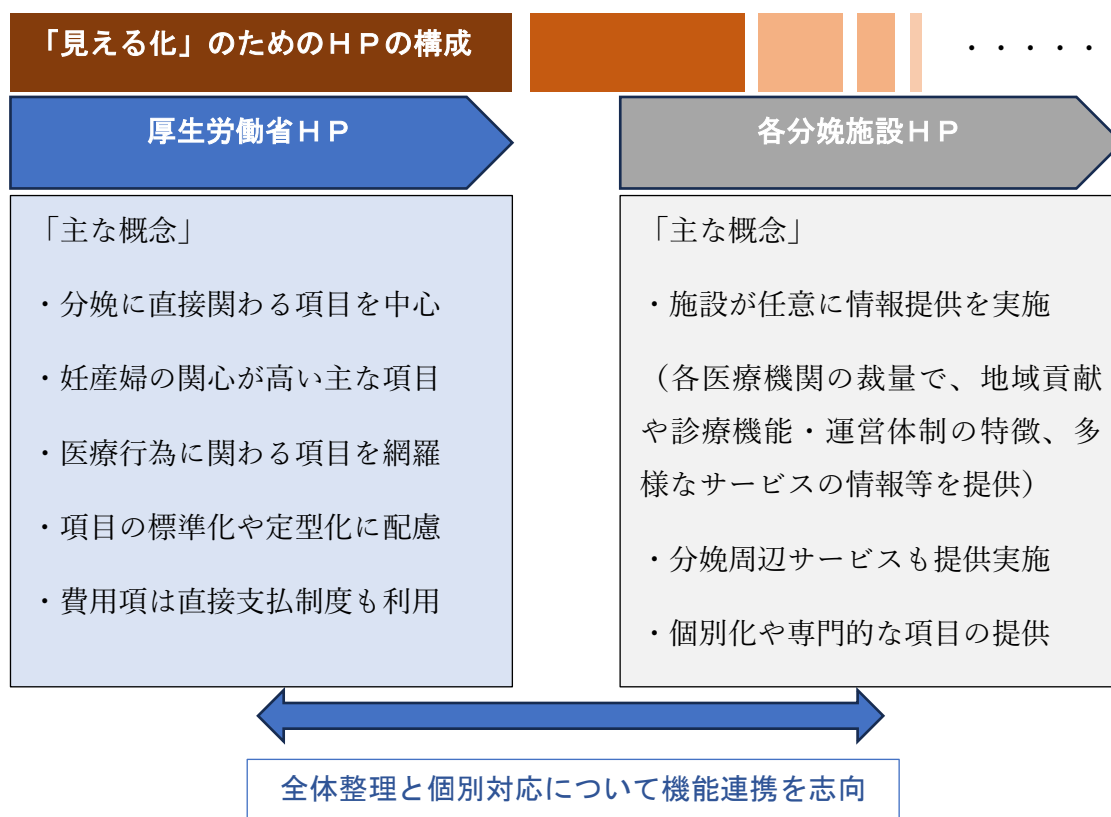 「見える化」のためのＨＰの構成
・・・・・
厚生労働省ＨＰ
「主な概念」
・分娩に直接関わる項目を中心
・妊産婦の関心が高い主な項目
・医療行為に関わる項目を網羅
・項目の標準化や定型化に配慮
・費用項は直接支払制度も利用
各分娩施設ＨＰ
「主な概念」
・施設が任意に情報提供を実施
（各医療機関の裁量で、地域貢献
や診療機能・運営体制の特徴、多
様なサービスの情報等を提供）
・分娩周辺サービスも提供実施
・個別化や専門的な項目の提供
全体整理と個別対応について機能連携を志向